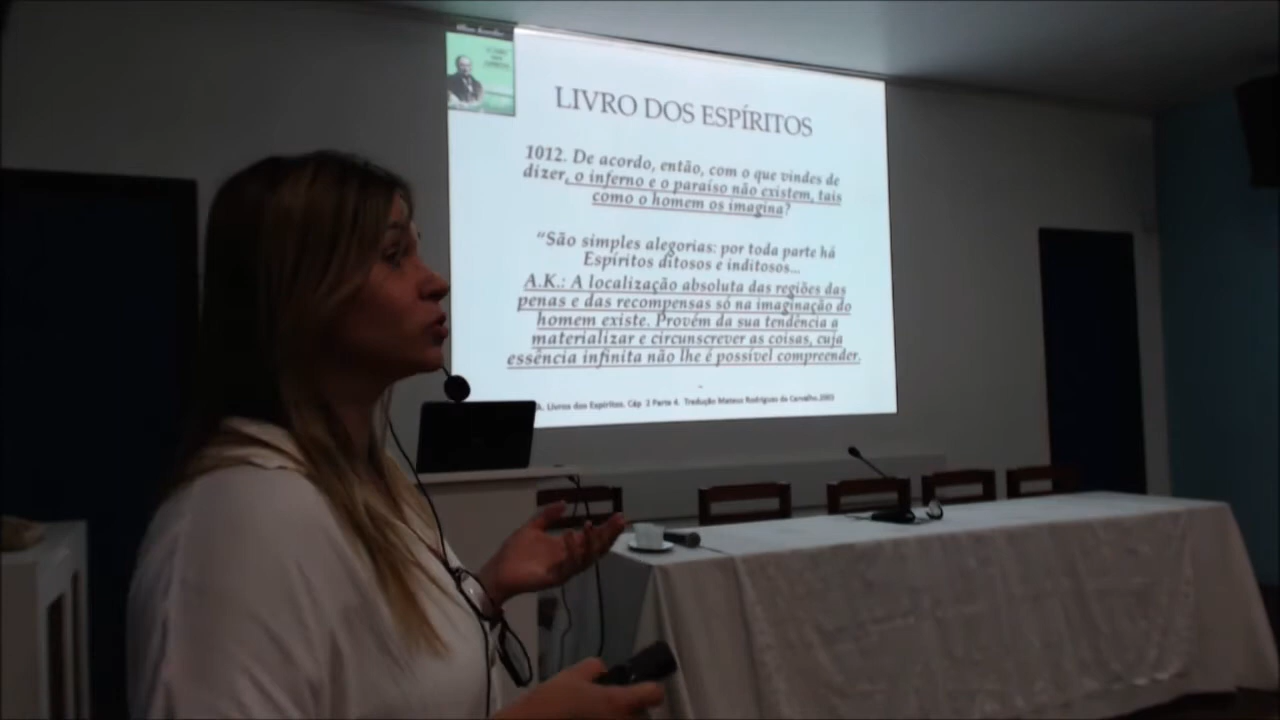 Allan Kardec
LIVRO DOS ESPÍRITOS
1012. De acordo, então, com o que vindes de
dizer, o inferno e o paraíso não existem, tais
como o homem os imagina?
“São simples alegorias: por toda parte há
Espíritos ditosos e inditosos...
A.K.: A localização absoluta das regiões das
penas e das recompensas só na imaginação do
homem existe. Provém da sua tendência a
materializar e circunscrever as coisas, cuja
essência infinita não lhe é possível compreender.
Livros dos Espíritos. Cáp 2 Parte 4. Tradução Mateus Rodrigues de Carvalho.2003